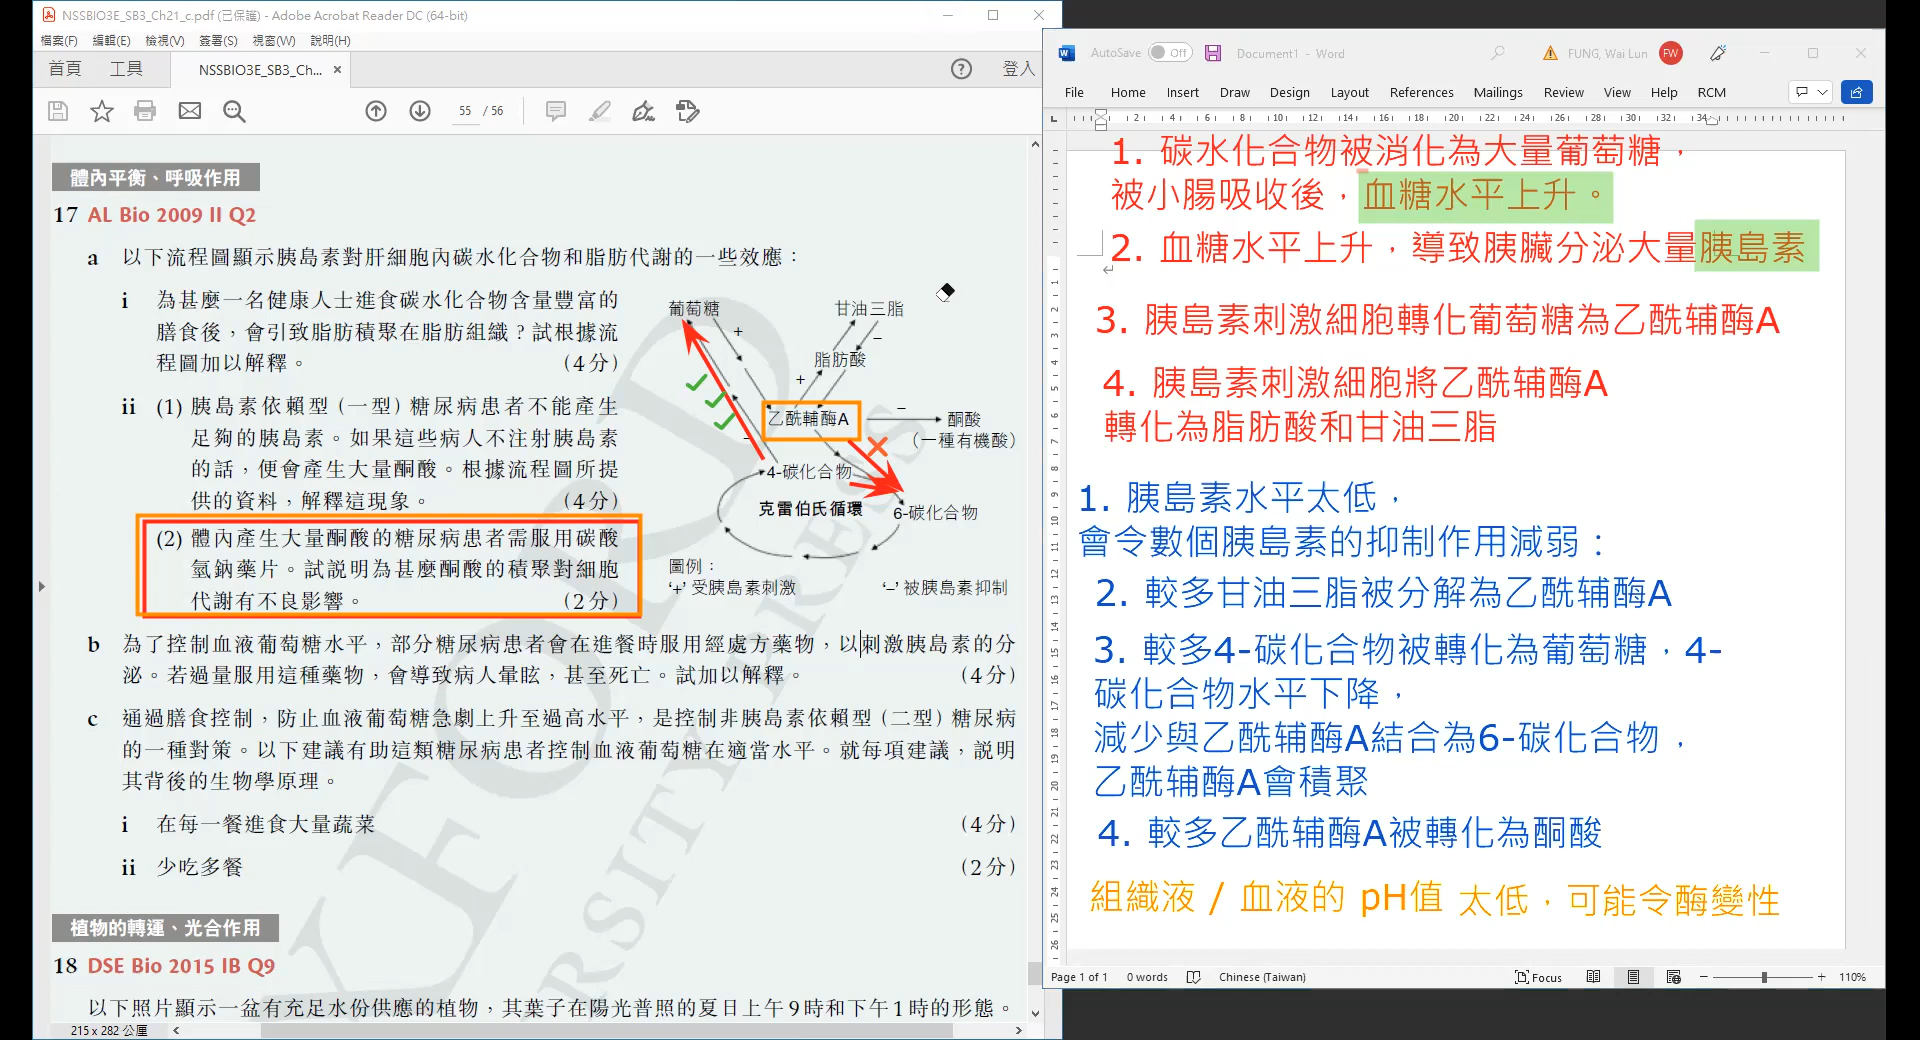 NSSBIO3E_SB3_Ch21_c.pdf (已保護) - Adobe Acrobat Reader DC (64-bit)
檔案(F) 編輯(E) 檢視(V) 簽署(S) 視窗(W) 說明(H)
首頁 工具 NSSBIO3E_SB3_Ch... × 登入
55 / 56
體內平衡、呼吸作用
17 AL Bio 2009 II Q2
a 以下流程圖顯示胰島素對肝細胞內碳水化合物和脂肪代謝的一些效應：
i 為甚麼一名健康人士進食碳水化合物含量豐富的
膳食後，會引致脂肪積聚在脂肪組織？試根據流
程圖加以解釋。 (4分)
ii (1) 胰島素依賴型（一型）糖尿病患者不能產生
足夠的胰島素。如果這些病人不注射胰島素
的話，便會產生大量酮酸。根據流程圖所提
供的資料，解釋這現象。 (4分)
(2) 體內產生大量酮酸的糖尿病患者需服用碳酸
氫鈉藥片。試說明為甚麼酮酸的積聚對細胞
代謝有不良影響。 (2分)
葡萄糖 甘油三脂
+ −
脂肪酸
+
乙酰辅酶A − 酮酸
（一種有機酸）
−
4-碳化合物
克雷伯氏循環 6-碳化合物
圖例：
‘+’ 受胰島素刺激 ‘−’ 被胰島素抑制
b 為了控制血液葡萄糖水平，部分糖尿病患者會在進餐時服用經處方藥物，以刺激胰島素的分
泌。若過量服用這種藥物，會導致病人暈眩，甚至死亡。試加以解釋。 (4分)
c 通過膳食控制，防止血液葡萄糖急劇上升至過高水平，是控制非胰島素依賴型（二型）糖尿病
的一種對策。以下建議有助這類糖尿病患者控制血液葡萄糖在適當水平。就每項建議，說明
其背後的生物學原理。
i 在每一餐進食大量蔬菜 (4分)
ii 少吃多餐 (2分)
植物的轉運、光合作用
18 DSE Bio 2015 IB Q9
以下照片顯示一盆有充足水份供應的植物，其葉子在陽光普照的夏日上午9時和下午1時的形態。
215 x 282 公厘
OXFORD
UNIVERSITY PRESS
AutoSave Off Document1 - Word FUNG, Wai Lun FW
File Home Insert Draw Design Layout References Mailings Review View Help RCM
2 4 6 8 10 12 14 16 18 20 22 24 26 28 30 32 34
1. 碳水化合物被消化為大量葡萄糖，
被小腸吸收後，血糖水平上升。
2. 血糖水平上升，導致胰臟分泌大量胰島素
3. 胰島素刺激細胞轉化葡萄糖為乙酰辅酶A
4. 胰島素刺激細胞將乙酰辅酶A
轉化為脂肪酸和甘油三脂
1. 胰島素水平太低，
會令數個胰島素的抑制作用減弱：
2. 較多甘油三脂被分解為乙酰辅酶A
3. 較多4-碳化合物被轉化為葡萄糖，4-
碳化合物水平下降，
減少與乙酰辅酶A結合為6-碳化合物，
乙酰辅酶A會積聚
4. 較多乙酰辅酶A被轉化為酮酸
組織液 / 血液的 pH值 太低，可能令酶變性
Page 1 of 1 0 words Chinese (Taiwan) Focus 110%